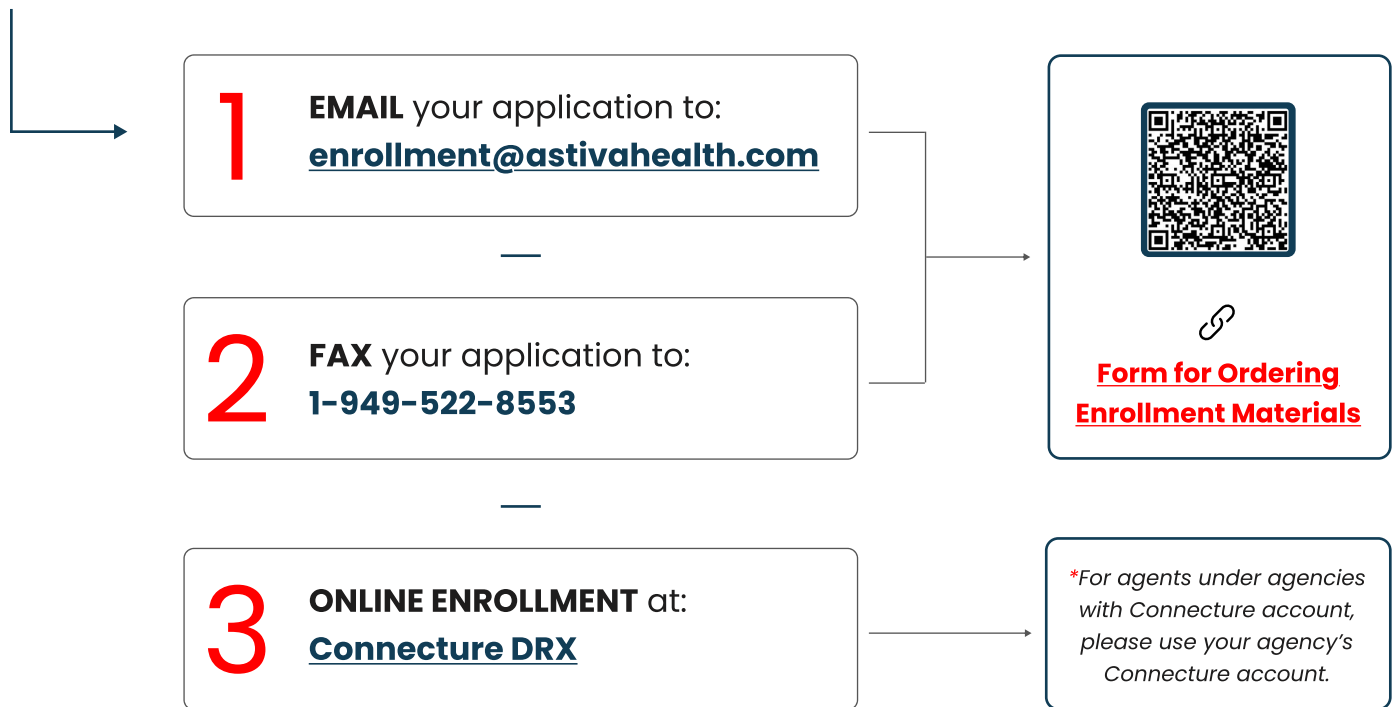 1
EMAIL your application to:
enrollment@astivahealth.com
2
FAX your application to:
1-949-522-8553
Form for Ordering
Enrollment Materials
3
ONLINE ENROLLMENT at:
Connecture DRX
*For agents under agencies
with Connecture account,
please use your agency’s
Connecture account.